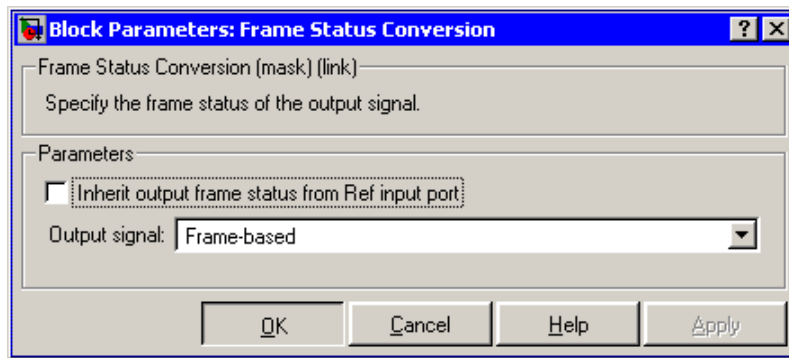 Block Parameters: Frame Status Conversion
Frame Status Conversion (mask) (link)
Specify the frame status of the output signal.
Parameters
Inherit output frame status from Ref input port
Output signal: Frame-based
OK Cancel Help Apply